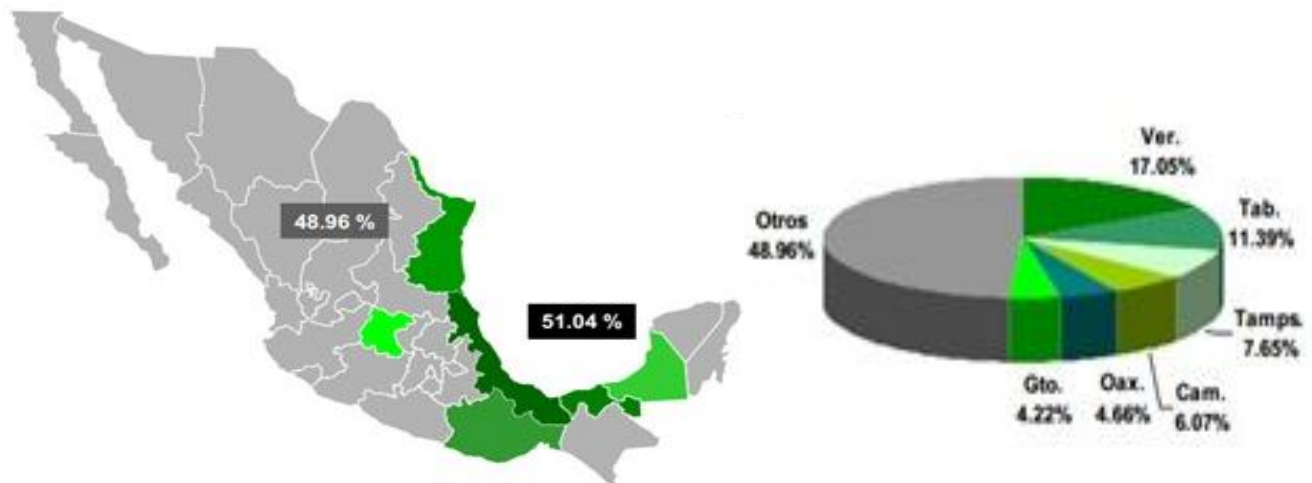 48.96 %
51.04 %
Ver.
17.05%
Tab.
11.39%
Tamps.
7.65%
Cam.
6.07%
Oax.
4.66%
Gto.
4.22%
Otros
48.96%